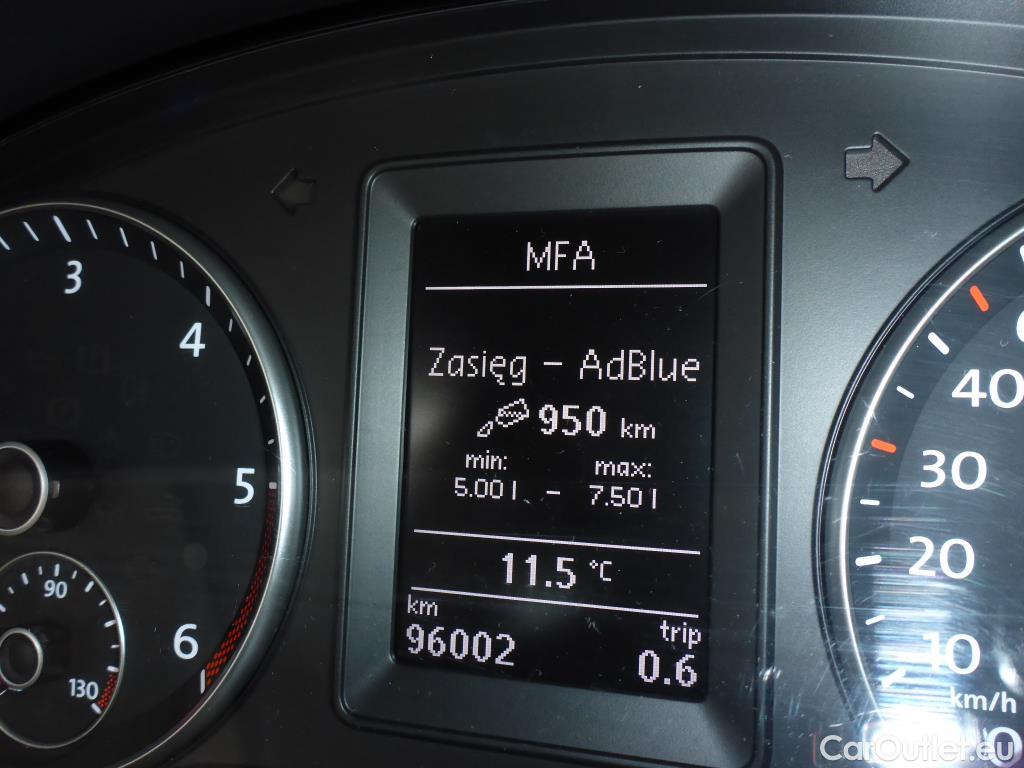 MFA
Zasięg – AdBlue
950 km
min: max:
5.00 l – 7.50 l
11.5 °C
km
96002
trip
0.6
3
4
5
6
90
130
40
30
20
10
km/h
0
CarOutlet.eu